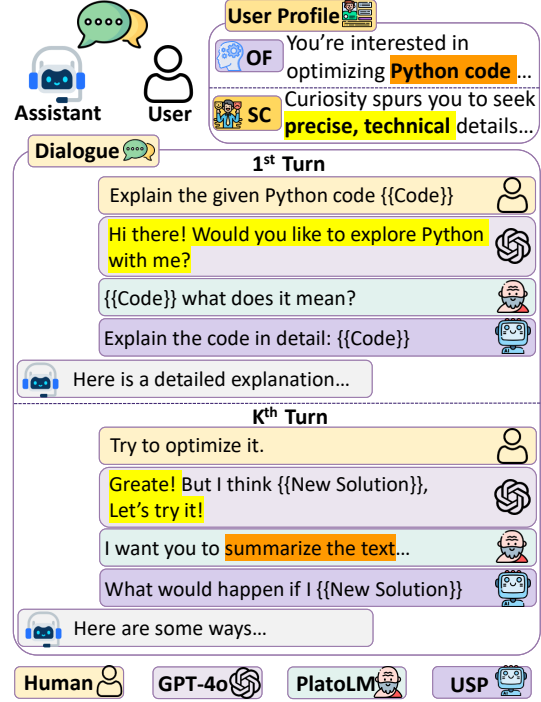 User Profile
OF
You're interested in
optimizing Python code ...
SC
Curiosity spurs you to seek
precise, technical details...
Assistant
User
Dialogue
1st Turn
Explain the given Python code {{Code}}
Hi there! Would you like to explore Python
with me?
{{Code}} what does it mean?
Explain the code in detail: {{Code}}
Here is a detailed explanation...
Kth Turn
Try to optimize it.
Greate! But I think {{New Solution}},
Let's try it!
I want you to summarize the text...
What would happen if I {{New Solution}}
Here are some ways...
Human
GPT-4o
PlatoLM
USP